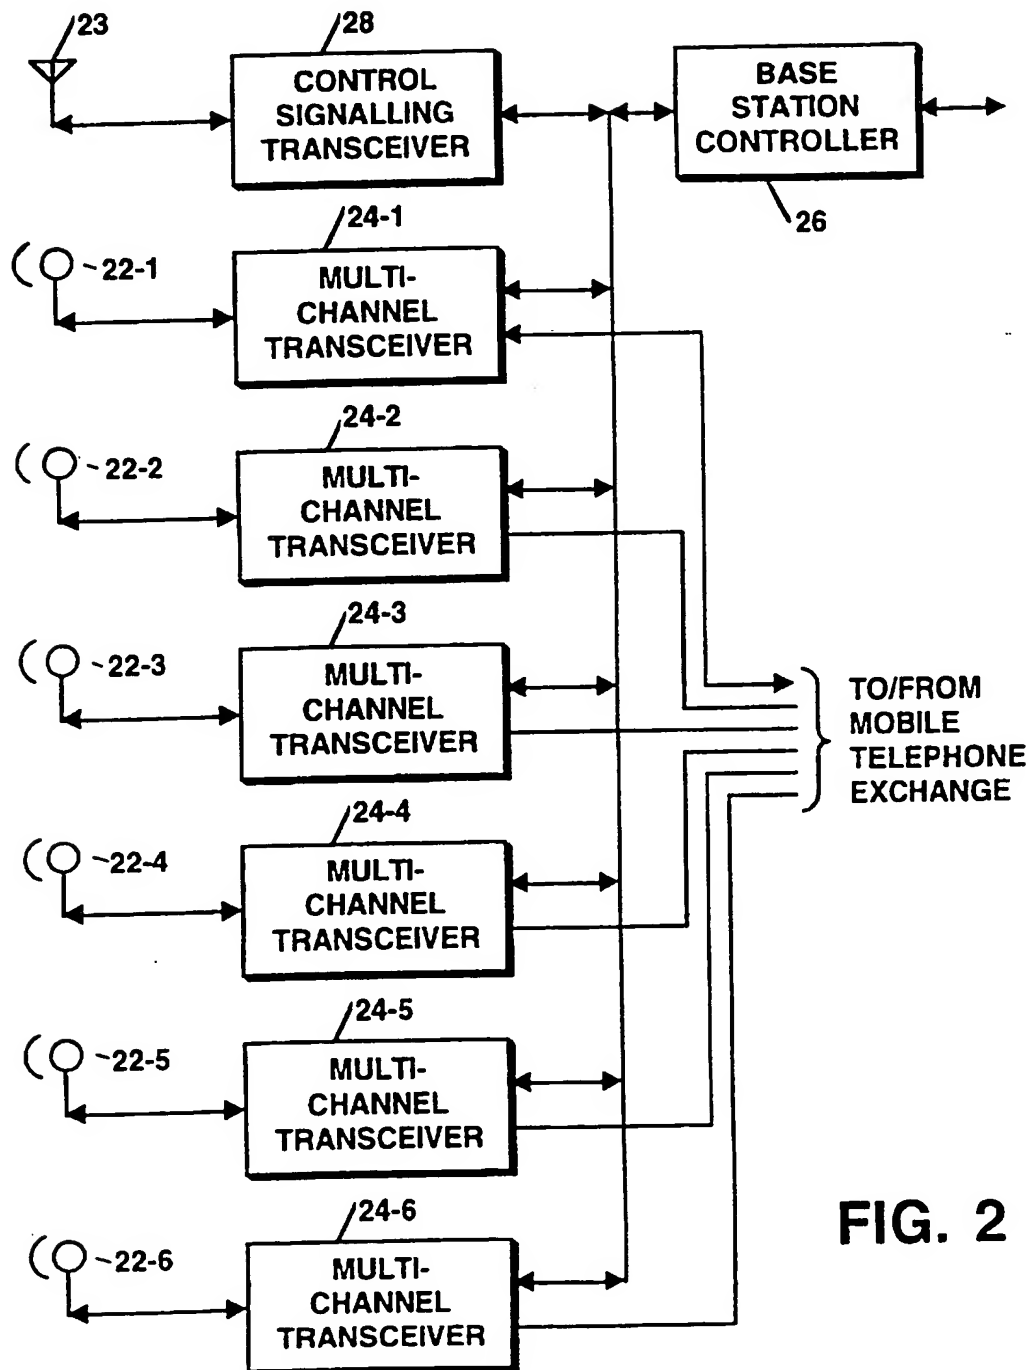 23
28
CONTROL
SIGNALLING
TRANSCEIVER
BASE
STATION
CONTROLLER
26
24-1
22-1
MULTI-
CHANNEL
TRANSCEIVER
24-2
22-2
MULTI-
CHANNEL
TRANSCEIVER
24-3
22-3
MULTI-
CHANNEL
TRANSCEIVER
TO/FROM
MOBILE
TELEPHONE
EXCHANGE
24-4
22-4
MULTI-
CHANNEL
TRANSCEIVER
24-5
22-5
MULTI-
CHANNEL
TRANSCEIVER
24-6
22-6
MULTI-
CHANNEL
TRANSCEIVER
FIG. 2